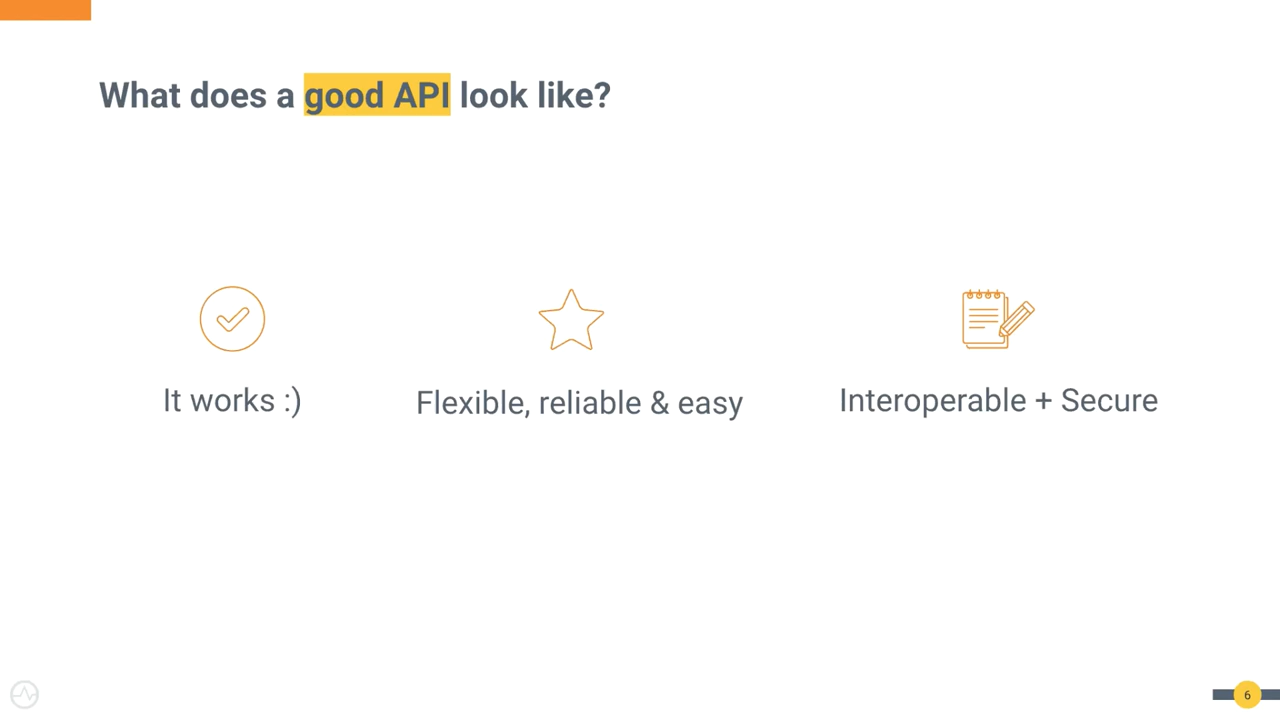 What does a good API look like?
It works :)
Flexible, reliable & easy
Interoperable + Secure
6